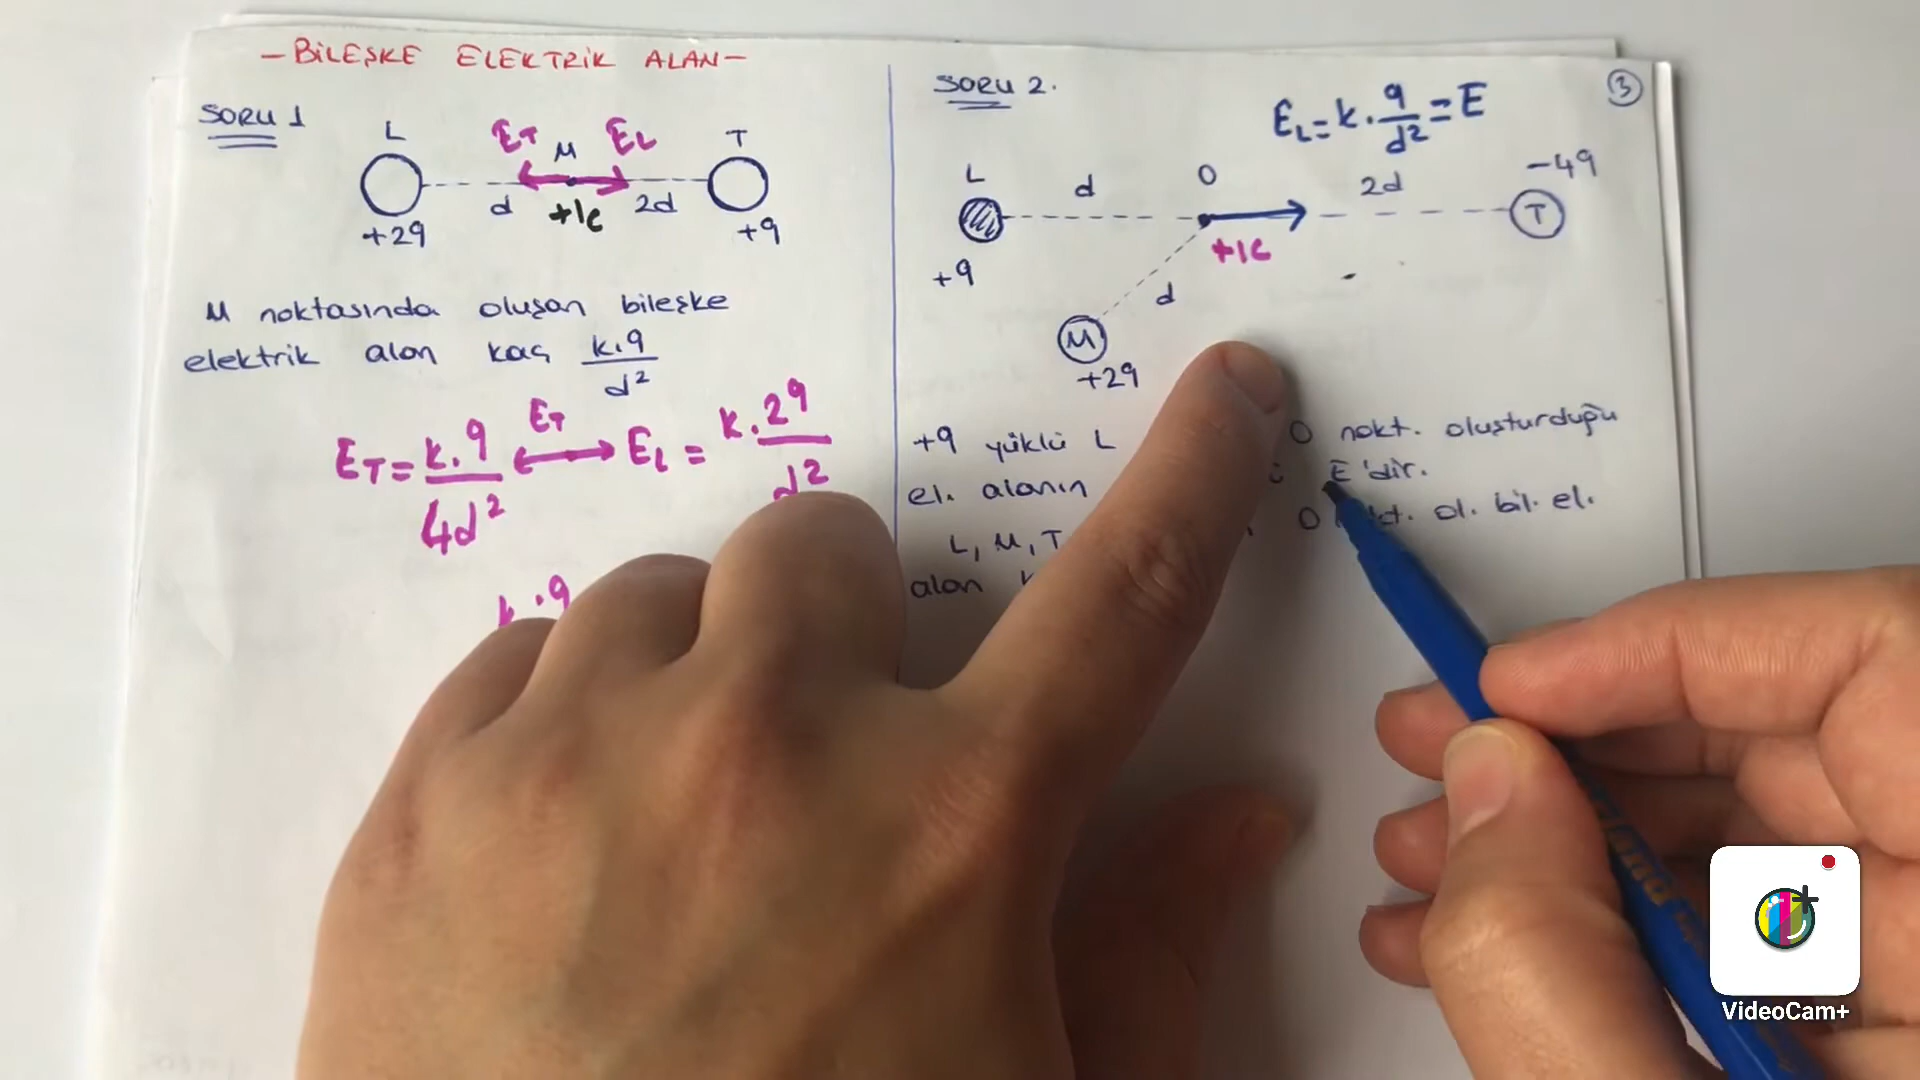 -BİLEŞKE ELEKTRİK ALAN-
SORU 1
L ET M EL T
d +1c 2d
+2q +q
M noktasında oluşan bileşke
elektrik alan kaç k.q/d²
ET = k.q/4d² ET EL = k.2q/d²
k.q
3
SORU 2.
EL = k.q/d² = E
L d O 2d -4q
T
+1c
+q
d
M
+2q
+q yüklü L O nokt. oluşturduğu
el. alanın E'dir.
L, M, T O ol. bil. el.
alan
VideoCam+